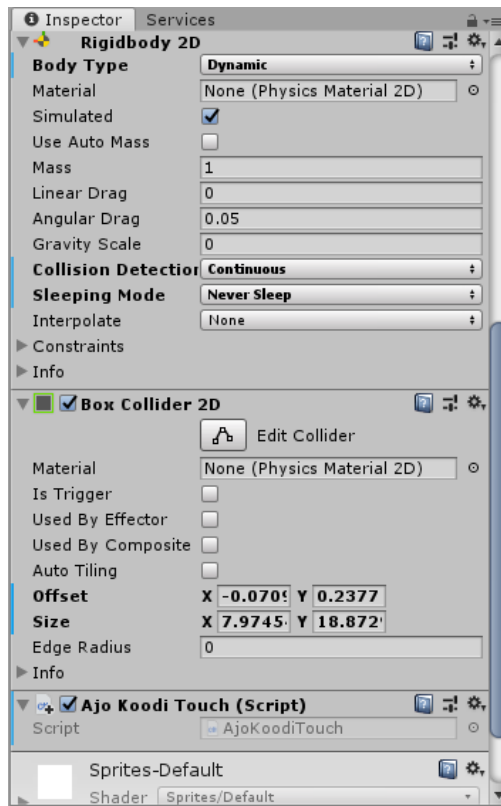 Inspector Services
Rigidbody 2D
Body Type Dynamic
Material None (Physics Material 2D)
Simulated
Use Auto Mass
Mass 1
Linear Drag 0
Angular Drag 0.05
Gravity Scale 0
Collision Detection Continuous
Sleeping Mode Never Sleep
Interpolate None
Constraints
Info
Box Collider 2D
Edit Collider
Material None (Physics Material 2D)
Is Trigger
Used By Effector
Used By Composite
Auto Tiling
Offset X -0.0709 Y 0.2377
Size X 7.9745 Y 18.872
Edge Radius 0
Info
Ajo Koodi Touch (Script)
Script AjoKoodiTouch
Sprites-Default
Shader Sprites/Default